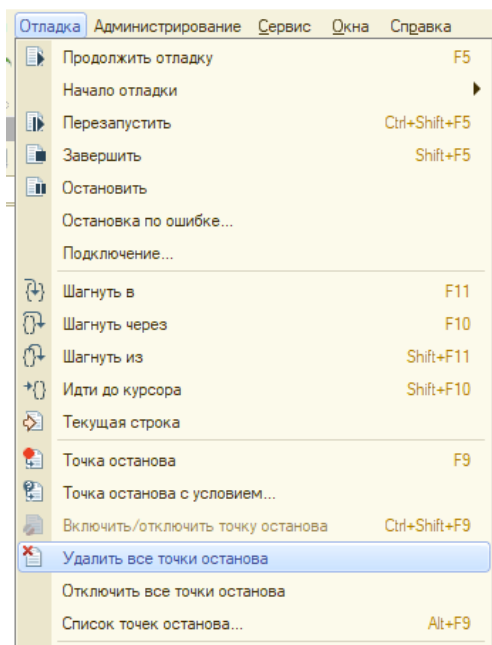 Отладка Администрирование Сервис Окна Справка
Продолжить отладку F5
Начало отладки
Перезапустить Ctrl+Shift+F5
Завершить Shift+F5
Остановить
Остановка по ошибке...
Подключение...
Шагнуть в F11
Шагнуть через F10
Шагнуть из Shift+F11
Идти до курсора Shift+F10
Текущая строка
Точка останова F9
Точка останова с условием...
Включить/отключить точку останова Ctrl+Shift+F9
Удалить все точки останова
Отключить все точки останова
Список точек останова... Alt+F9